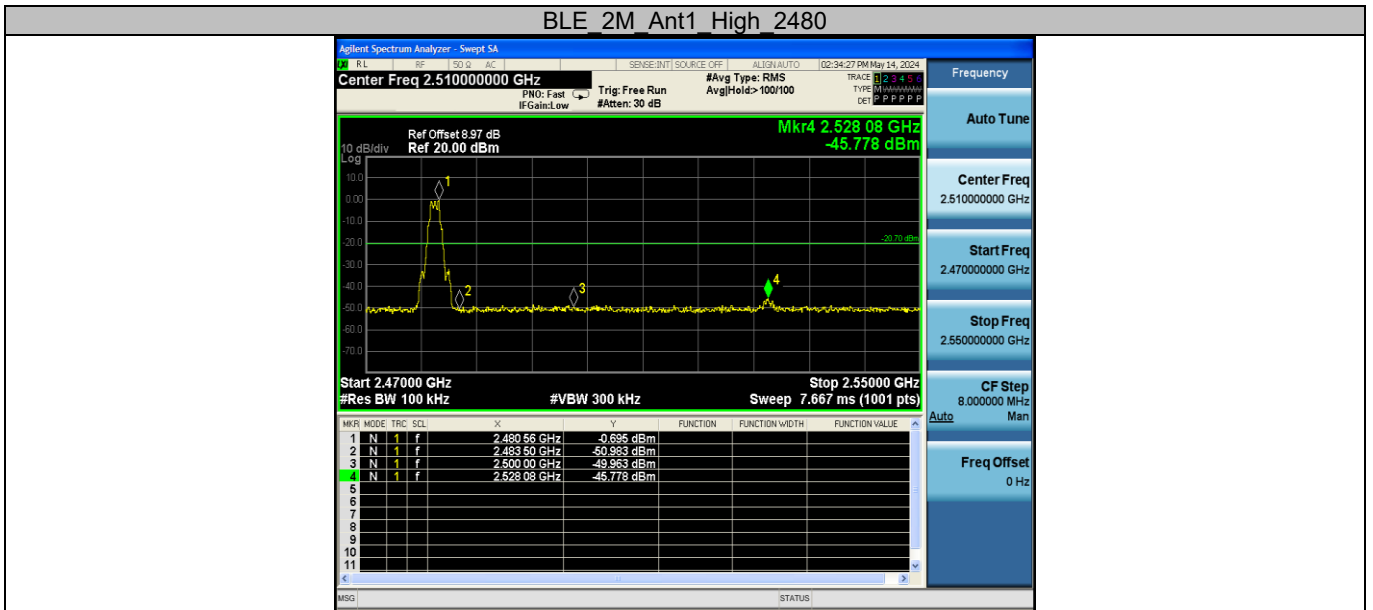 BLE_2M_Ant1_High_2480
Agilent Spectrum Analyzer - Swept SA
LXI RL RF 50 Ω AC SENSE:INT SOURCE OFF ALIGN AUTO 02:34:27 PM May 14, 2024
Center Freq 2.510000000 GHz
PNO: Fast
IFGain:Low
Trig: Free Run
#Atten: 30 dB
#Avg Type: RMS
Avg|Hold:>100/100
TRACE 1 2 3 4 5 6
TYPE M WWWWW
DET P P P P P P
Frequency
Auto Tune
Center Freq
2.510000000 GHz
Start Freq
2.470000000 GHz
Stop Freq
2.550000000 GHz
CF Step
8.000000 MHz
Auto Man
Freq Offset
0 Hz
Mkr4 2.528 08 GHz
-45.778 dBm
Ref Offset 8.97 dB
10 dB/div Ref 20.00 dBm
Log
10.0
0.00
-10.0
-20.0
-30.0
-40.0
-50.0
-60.0
-70.0
1
2
3
4
-20.70 dBm
Start 2.47000 GHz Stop 2.55000 GHz
#Res BW 100 kHz #VBW 300 kHz Sweep 7.667 ms (1001 pts)
MKR MODE TRC SCL X Y FUNCTION FUNCTION WIDTH FUNCTION VALUE
1 N 1 f 2.480 56 GHz -0.695 dBm
2 N 1 f 2.483 50 GHz -50.983 dBm
3 N 1 f 2.500 00 GHz -49.963 dBm
4 N 1 f 2.528 08 GHz -45.778 dBm
5
6
7
8
9
10
11
MSG STATUS